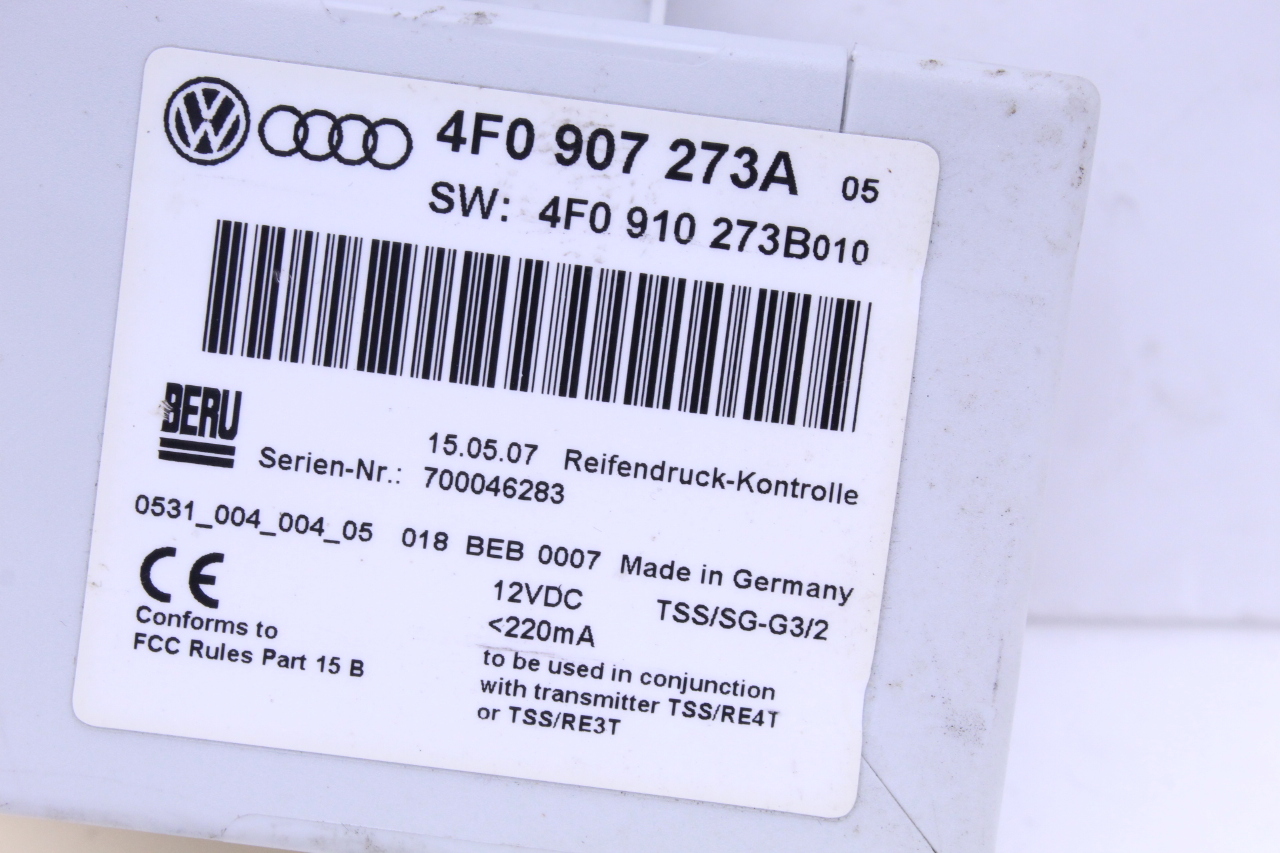 4F0 907 273A 05
SW: 4F0 910 273B010
BERU
15.05.07 Reifendruck-Kontrolle
Serien-Nr.: 700046283
0531_004_004_05 018 BEB 0007 Made in Germany
CE
12VDC TSS/SG-G3/2
<220mA
Conforms to
FCC Rules Part 15 B
to be used in conjunction
with transmitter TSS/RE4T
or TSS/RE3T